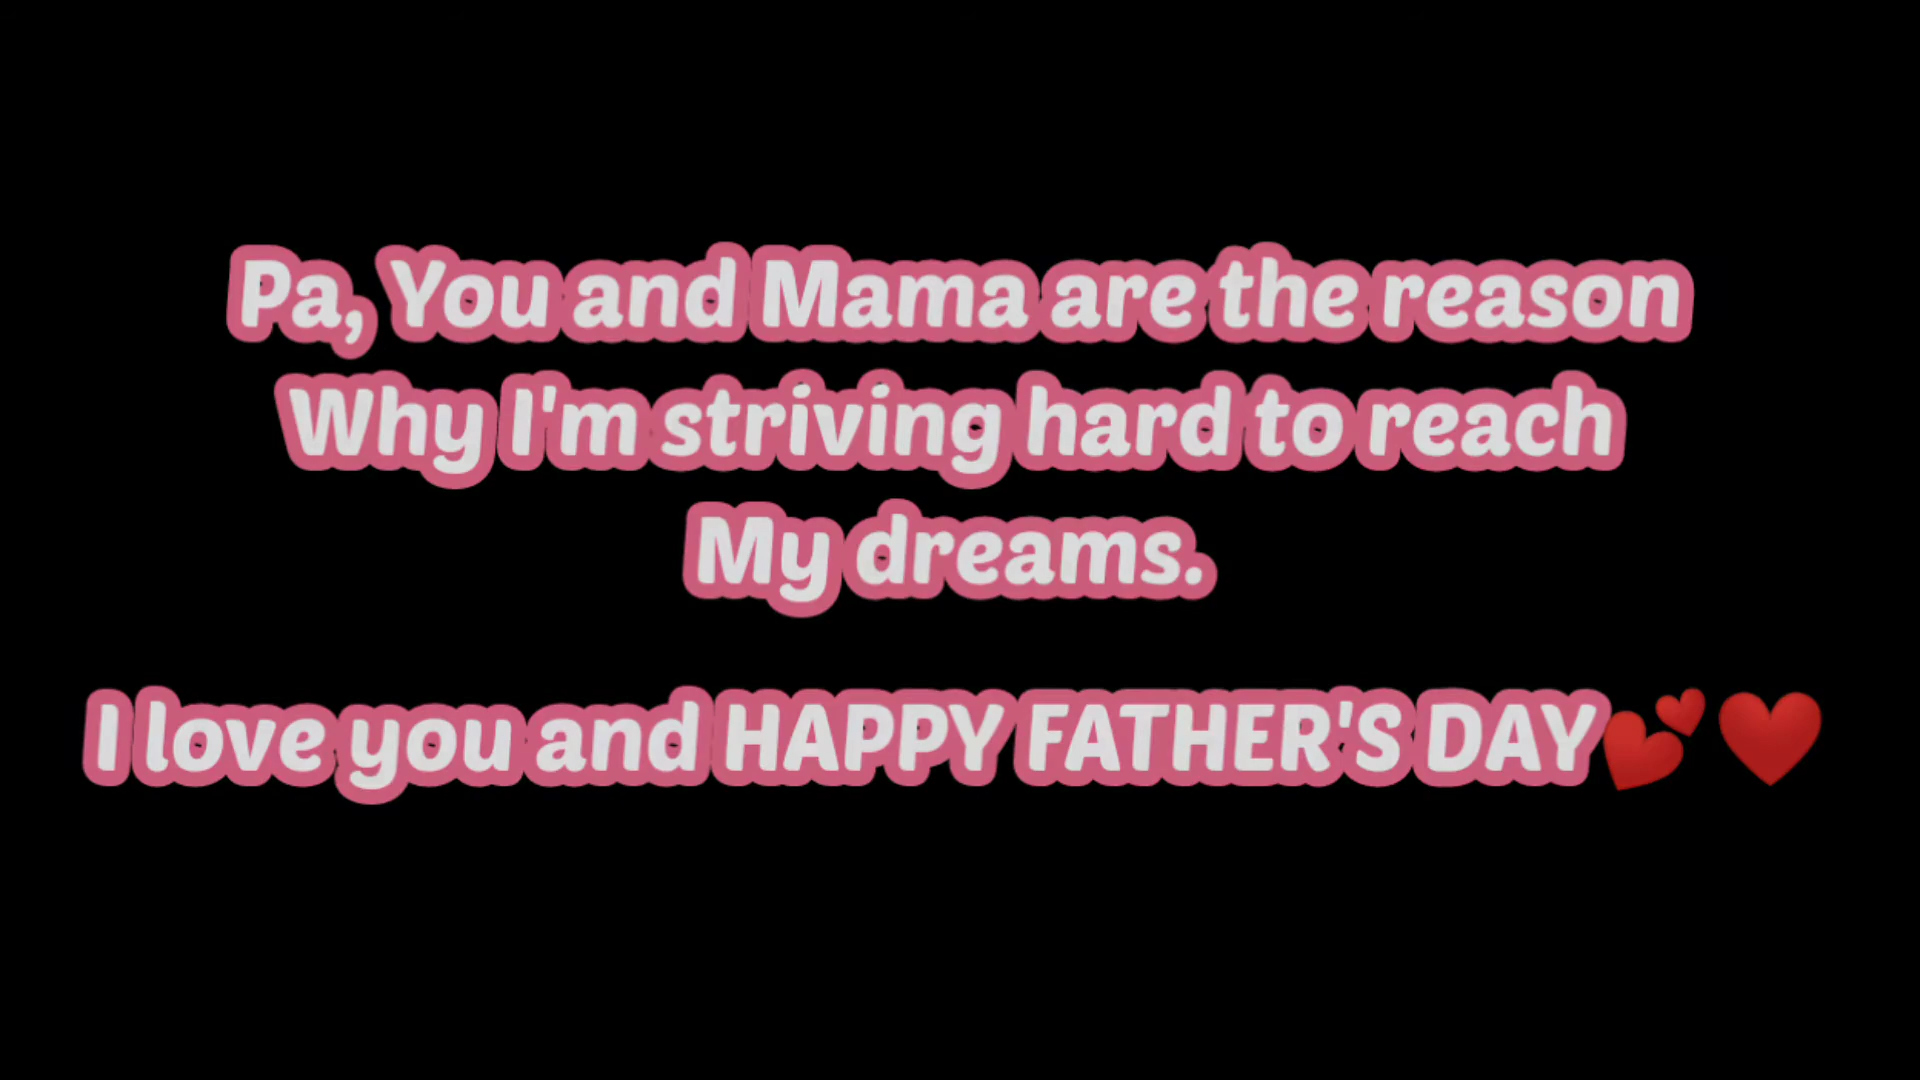 Pa, You and Mama are the reason
Why I'm striving hard to reach
My dreams.
I love you and HAPPY FATHER'S DAY💕❤️